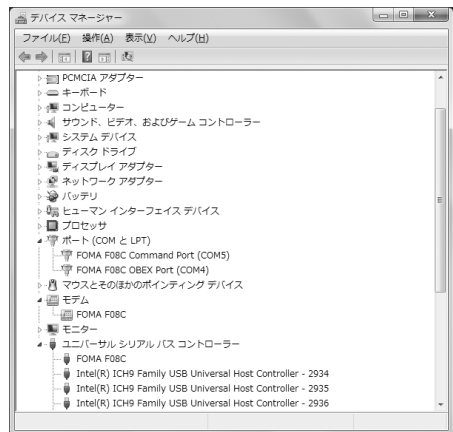 デバイス マネージャー
ファイル(F) 操作(A) 表示(V) ヘルプ(H)
PCMCIA アダプター
キーボード
コンピューター
サウンド、ビデオ、およびゲーム コントローラー
システム デバイス
ディスク ドライブ
ディスプレイ アダプター
ネットワーク アダプター
バッテリ
ヒューマン インターフェイス デバイス
プロセッサ
ポート (COM と LPT)
FOMA F08C Command Port (COM5)
FOMA F08C OBEX Port (COM4)
マウスとそのほかのポインティング デバイス
モデム
FOMA F08C
モニター
ユニバーサル シリアル バス コントローラー
FOMA F08C
Intel(R) ICH9 Family USB Universal Host Controller - 2934
Intel(R) ICH9 Family USB Universal Host Controller - 2935
Intel(R) ICH9 Family USB Universal Host Controller - 2936